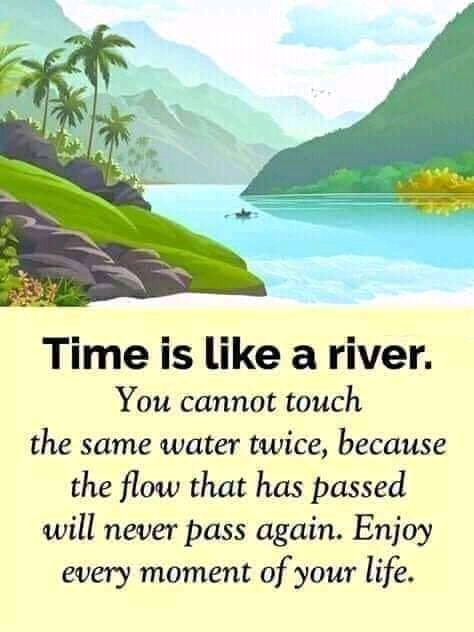 Time is like a river.
You cannot touch
the same water twice, because
the flow that has passed
will never pass again. Enjoy
every moment of your life.